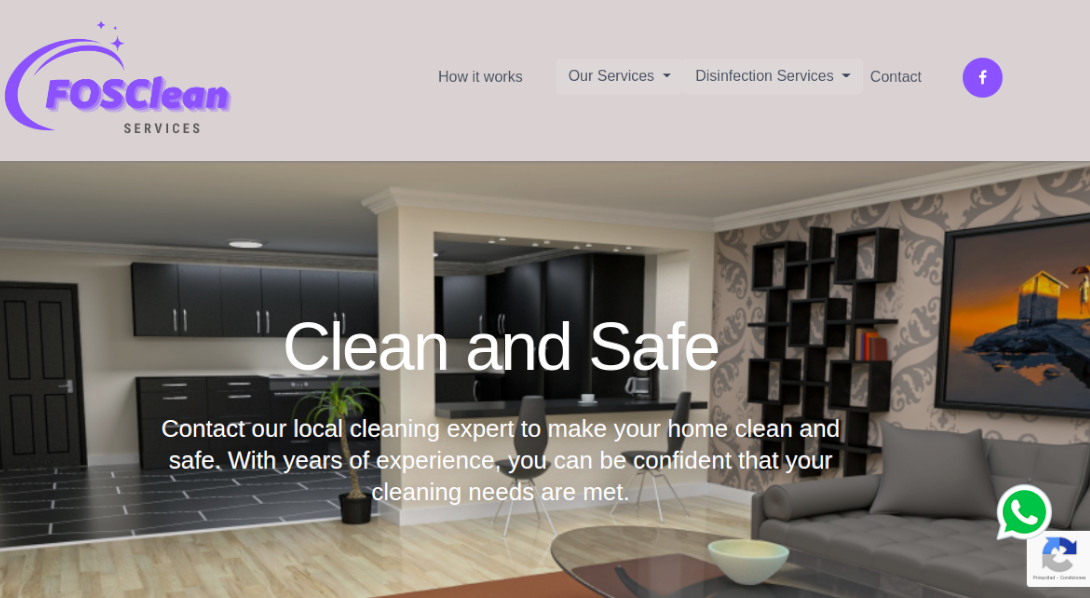 FOSClean
SERVICES
How it works
Our Services
Disinfection Services
Contact
Clean and Safe
Contact our local cleaning expert to make your home clean and
safe. With years of experience, you can be confident that your
cleaning needs are met.